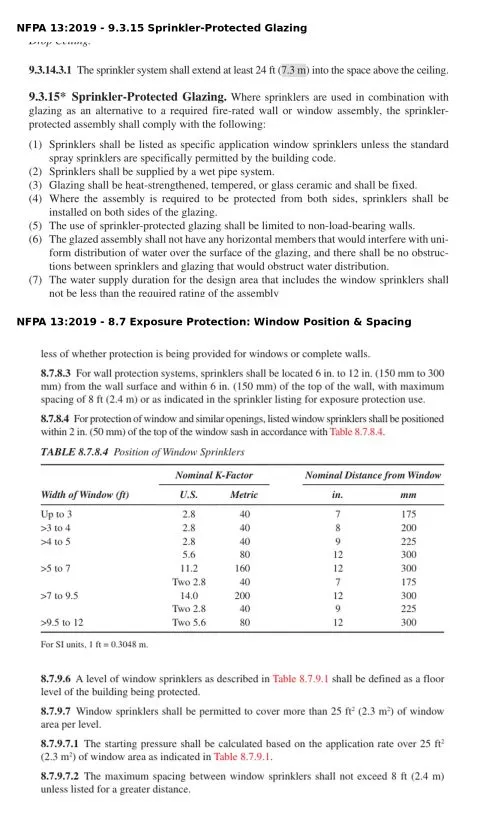 NFPA 13:2019 - 9.3.15 Sprinkler-Protected Glazing
Drop Ceiling.
9.3.14.3.1 The sprinkler system shall extend at least 24 ft (7.3 m) into the space above the ceiling.
9.3.15* Sprinkler-Protected Glazing. Where sprinklers are used in combination with
glazing as an alternative to a required fire-rated wall or window assembly, the sprinkler-
protected assembly shall comply with the following:
(1) Sprinklers shall be listed as specific application window sprinklers unless the standard
spray sprinklers are specifically permitted by the building code.
(2) Sprinklers shall be supplied by a wet pipe system.
(3) Glazing shall be heat-strengthened, tempered, or glass ceramic and shall be fixed.
(4) Where the assembly is required to be protected from both sides, sprinklers shall be
installed on both sides of the glazing.
(5) The use of sprinkler-protected glazing shall be limited to non-load-bearing walls.
(6) The glazed assembly shall not have any horizontal members that would interfere with uni-
form distribution of water over the surface of the glazing, and there shall be no obstruc-
tions between sprinklers and glazing that would obstruct water distribution.
(7) The water supply duration for the design area that includes the window sprinklers shall
not be less than the required rating of the assembly
NFPA 13:2019 - 8.7 Exposure Protection: Window Position & Spacing
less of whether protection is being provided for windows or complete walls.
8.7.8.3 For wall protection systems, sprinklers shall be located 6 in. to 12 in. (150 mm to 300
mm) from the wall surface and within 6 in. (150 mm) of the top of the wall, with maximum
spacing of 8 ft (2.4 m) or as indicated in the sprinkler listing for exposure protection use.
8.7.8.4 For protection of window and similar openings, listed window sprinklers shall be positioned
within 2 in. (50 mm) of the top of the window sash in accordance with Table 8.7.8.4.
TABLE 8.7.8.4 Position of Window Sprinklers
Nominal K-Factor Nominal Distance from Window
Width of Window (ft) U.S. Metric in. mm
Up to 3 2.8 40 7 175
>3 to 4 2.8 40 8 200
>4 to 5 2.8 40 9 225
5.6 80 12 300
>5 to 7 11.2 160 12 300
Two 2.8 40 7 175
>7 to 9.5 14.0 200 12 300
Two 2.8 40 9 225
>9.5 to 12 Two 5.6 80 12 300
For SI units, 1 ft = 0.3048 m.
8.7.9.6 A level of window sprinklers as described in Table 8.7.9.1 shall be defined as a floor
level of the building being protected.
8.7.9.7 Window sprinklers shall be permitted to cover more than 25 ft² (2.3 m²) of window
area per level.
8.7.9.7.1 The starting pressure shall be calculated based on the application rate over 25 ft²
(2.3 m²) of window area as indicated in Table 8.7.9.1.
8.7.9.7.2 The maximum spacing between window sprinklers shall not exceed 8 ft (2.4 m)
unless listed for a greater distance.